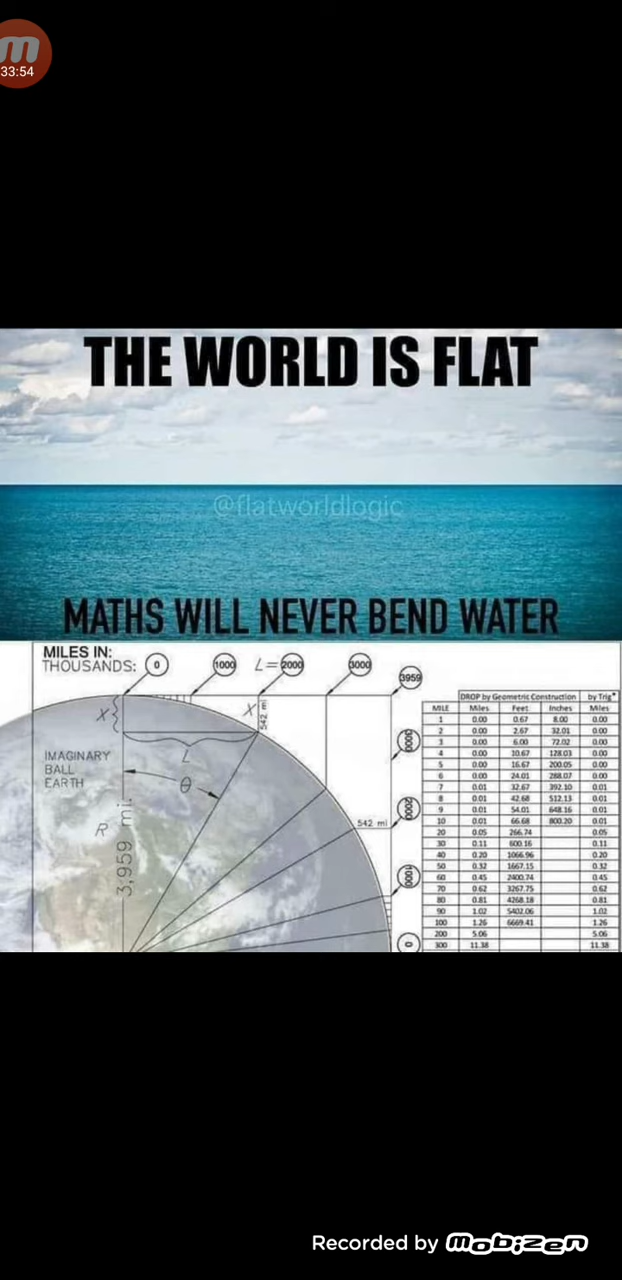 33:54
THE WORLD IS FLAT
@flatworldlogic
MATHS WILL NEVER BEND WATER
MILES IN:
THOUSANDS:
0 1000 L=2000 3000 3959
X X 542 mi
L
IMAGINARY
BALL
EARTH
θ
R
3,959 mi.
3000
2000
542 mi
1000
0
DROP by Geometric Construction by Trig*
MILE Miles Feet Inches Miles
1 0.00 0.67 8.00 0.00
2 0.00 2.67 32.01 0.00
3 0.00 6.00 72.02 0.00
4 0.00 10.67 128.03 0.00
5 0.00 16.67 200.05 0.00
6 0.00 24.01 288.07 0.00
7 0.01 32.67 392.10 0.01
8 0.01 42.68 512.13 0.01
9 0.01 54.01 648.16 0.01
10 0.01 66.68 800.20 0.01
20 0.05 266.74 0.05
30 0.11 600.16 0.11
40 0.20 1066.96 0.20
50 0.32 1667.15 0.32
60 0.45 2400.74 0.45
70 0.62 3267.75 0.62
80 0.81 4268.18 0.81
90 1.02 5402.06 1.02
100 1.26 6669.41 1.26
200 5.06 5.06
300 11.38 11.38
Recorded by mobizen